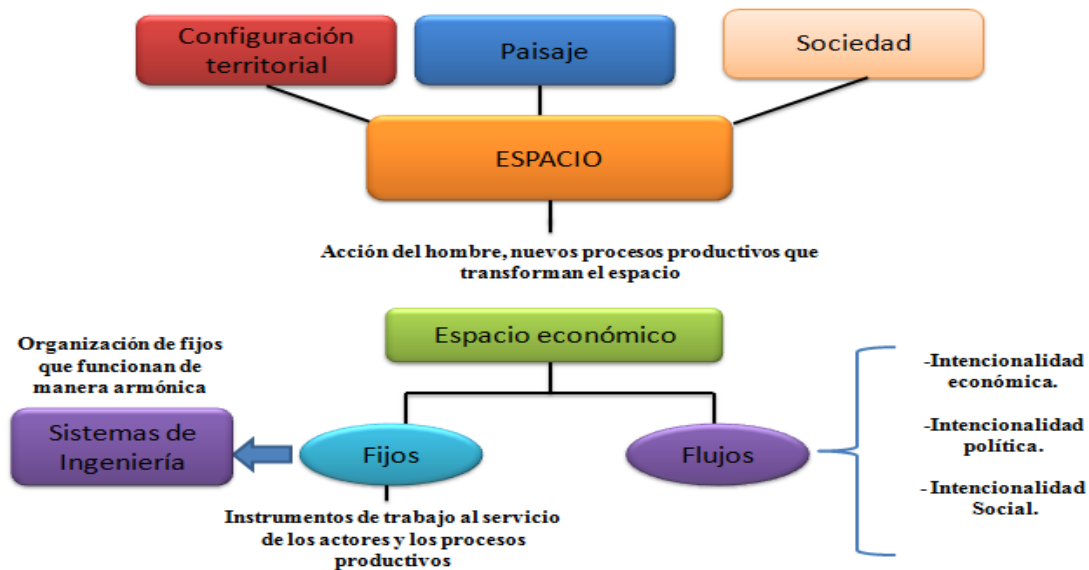 Configuración
territorial
Paisaje
Sociedad
ESPACIO
Acción del hombre, nuevos procesos productivos que
transforman el espacio
Espacio económico
Organización de fijos
que funcionan de
manera armónica
Sistemas de
Ingeniería
Fijos
Flujos
-Intencionalidad
económica.
-Intencionalidad
política.
- Intencionalidad
Social.
Instrumentos de trabajo al servicio
de los actores y los procesos
productivos